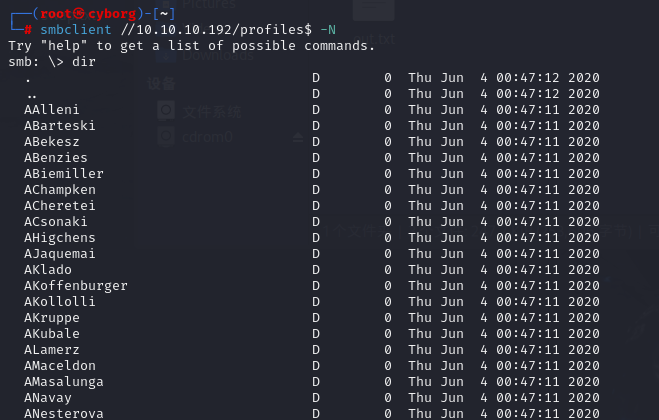 ┌──(root㉿cyborg)-[~]
└─# smbclient //10.10.10.192/profiles$ -N
Try "help" to get a list of possible commands.
smb: \> dir
  .                                   D        0  Thu Jun  4 00:47:12 2020
  ..                                  D        0  Thu Jun  4 00:47:12 2020
  AAlleni                             D        0  Thu Jun  4 00:47:11 2020
  ABarteski                           D        0  Thu Jun  4 00:47:11 2020
  ABekesz                             D        0  Thu Jun  4 00:47:11 2020
  ABenzies                            D        0  Thu Jun  4 00:47:11 2020
  ABiemiller                          D        0  Thu Jun  4 00:47:11 2020
  AChampken                           D        0  Thu Jun  4 00:47:11 2020
  ACheretei                           D        0  Thu Jun  4 00:47:11 2020
  ACsonaki                            D        0  Thu Jun  4 00:47:11 2020
  AHigchens                           D        0  Thu Jun  4 00:47:11 2020
  AJaquemai                           D        0  Thu Jun  4 00:47:11 2020
  AKlado                              D        0  Thu Jun  4 00:47:11 2020
  AKoffenburger                       D        0  Thu Jun  4 00:47:11 2020
  AKollolli                           D        0  Thu Jun  4 00:47:11 2020
  AKruppe                             D        0  Thu Jun  4 00:47:11 2020
  AKubale                             D        0  Thu Jun  4 00:47:11 2020
  ALamerz                             D        0  Thu Jun  4 00:47:11 2020
  AMaceldon                           D        0  Thu Jun  4 00:47:11 2020
  AMasalunga                          D        0  Thu Jun  4 00:47:11 2020
  ANavay                              D        0  Thu Jun  4 00:47:11 2020
  ANesterova                          D        0  Thu Jun  4 00:47:11 2020
Pictures
Downloads
设备
文件系统
cdrom0